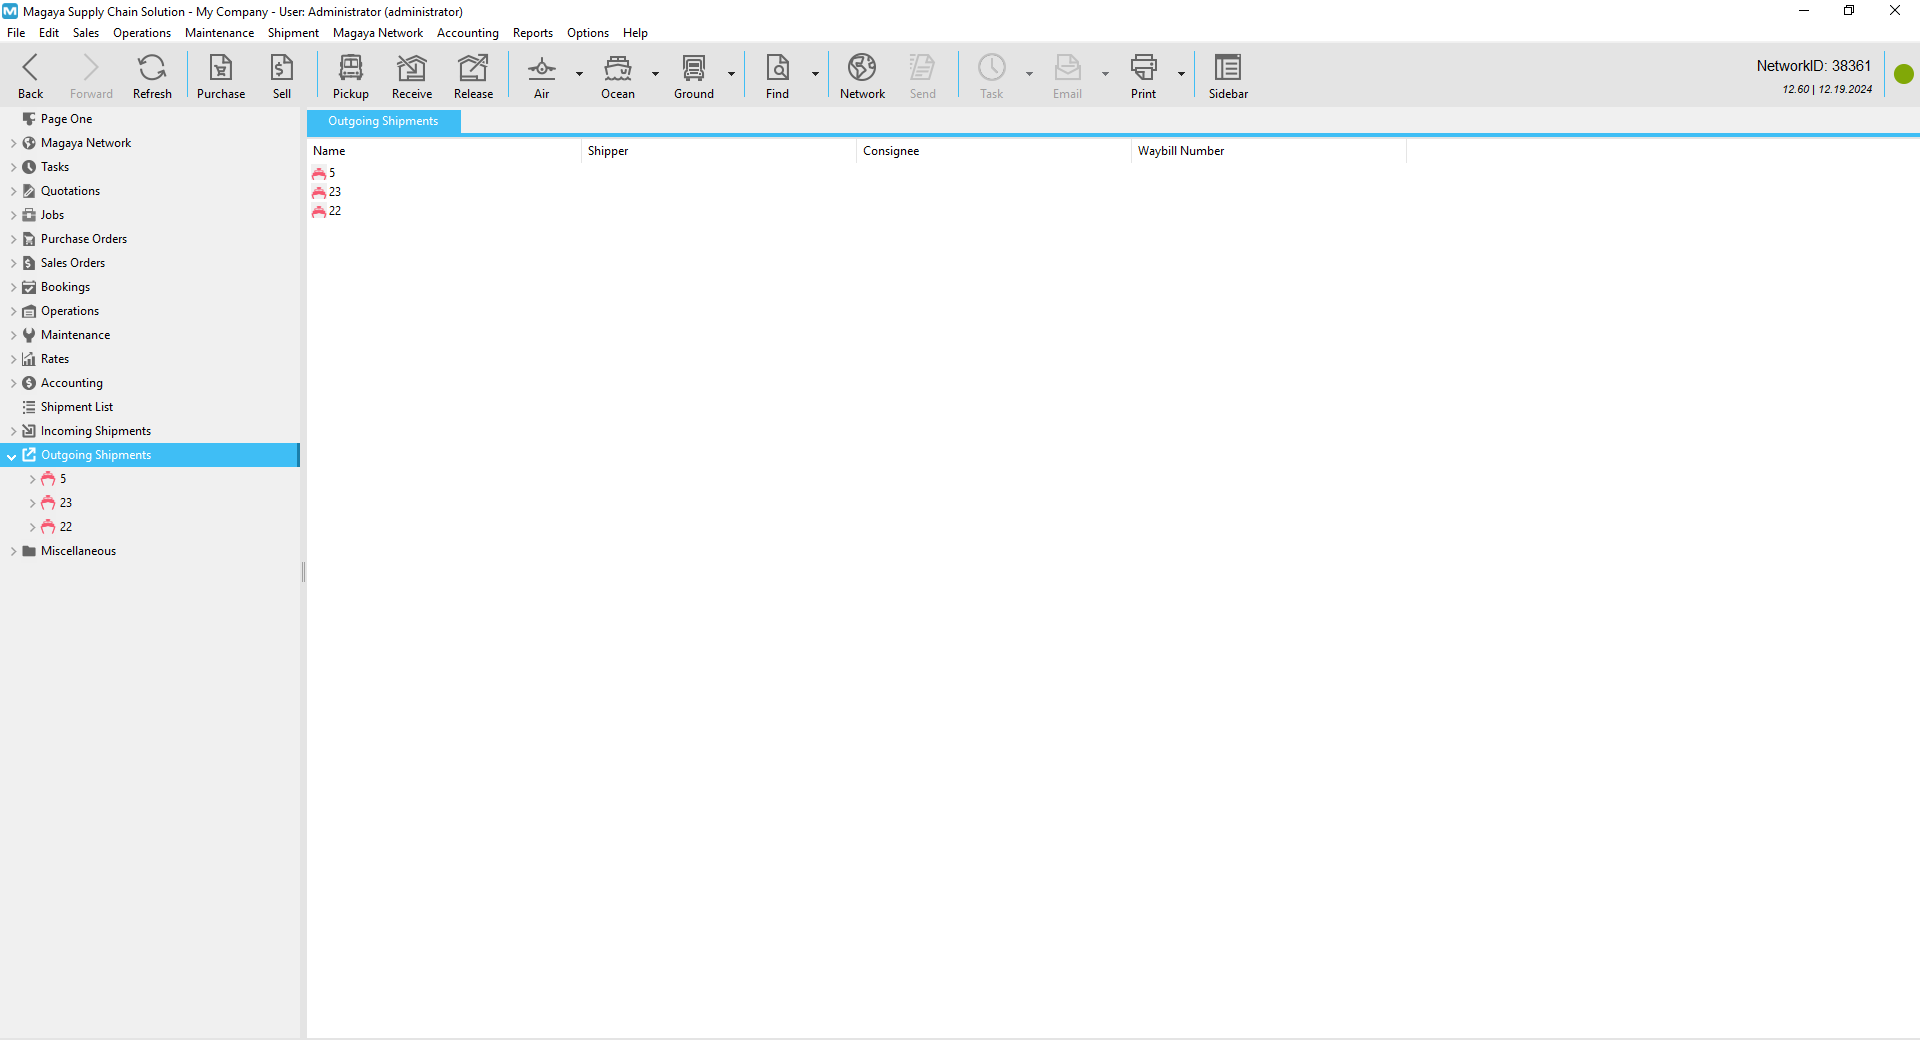 Magaya Supply Chain Solution - My Company - User: Administrator (administrator)
File Edit Sales Operations Maintenance Shipment Magaya Network Accounting Reports Options Help
Back Forward Refresh Purchase Sell Pickup Receive Release Air Ocean Ground Find Network Send Task Email Print Sidebar
NetworkID: 38361
12.60 | 12.19.2024
Page One
Magaya Network
Tasks
Quotations
Jobs
Purchase Orders
Sales Orders
Bookings
Operations
Maintenance
Rates
Accounting
Shipment List
Incoming Shipments
Outgoing Shipments
5
23
22
Miscellaneous
Outgoing Shipments
Name Shipper Consignee Waybill Number
5
23
22